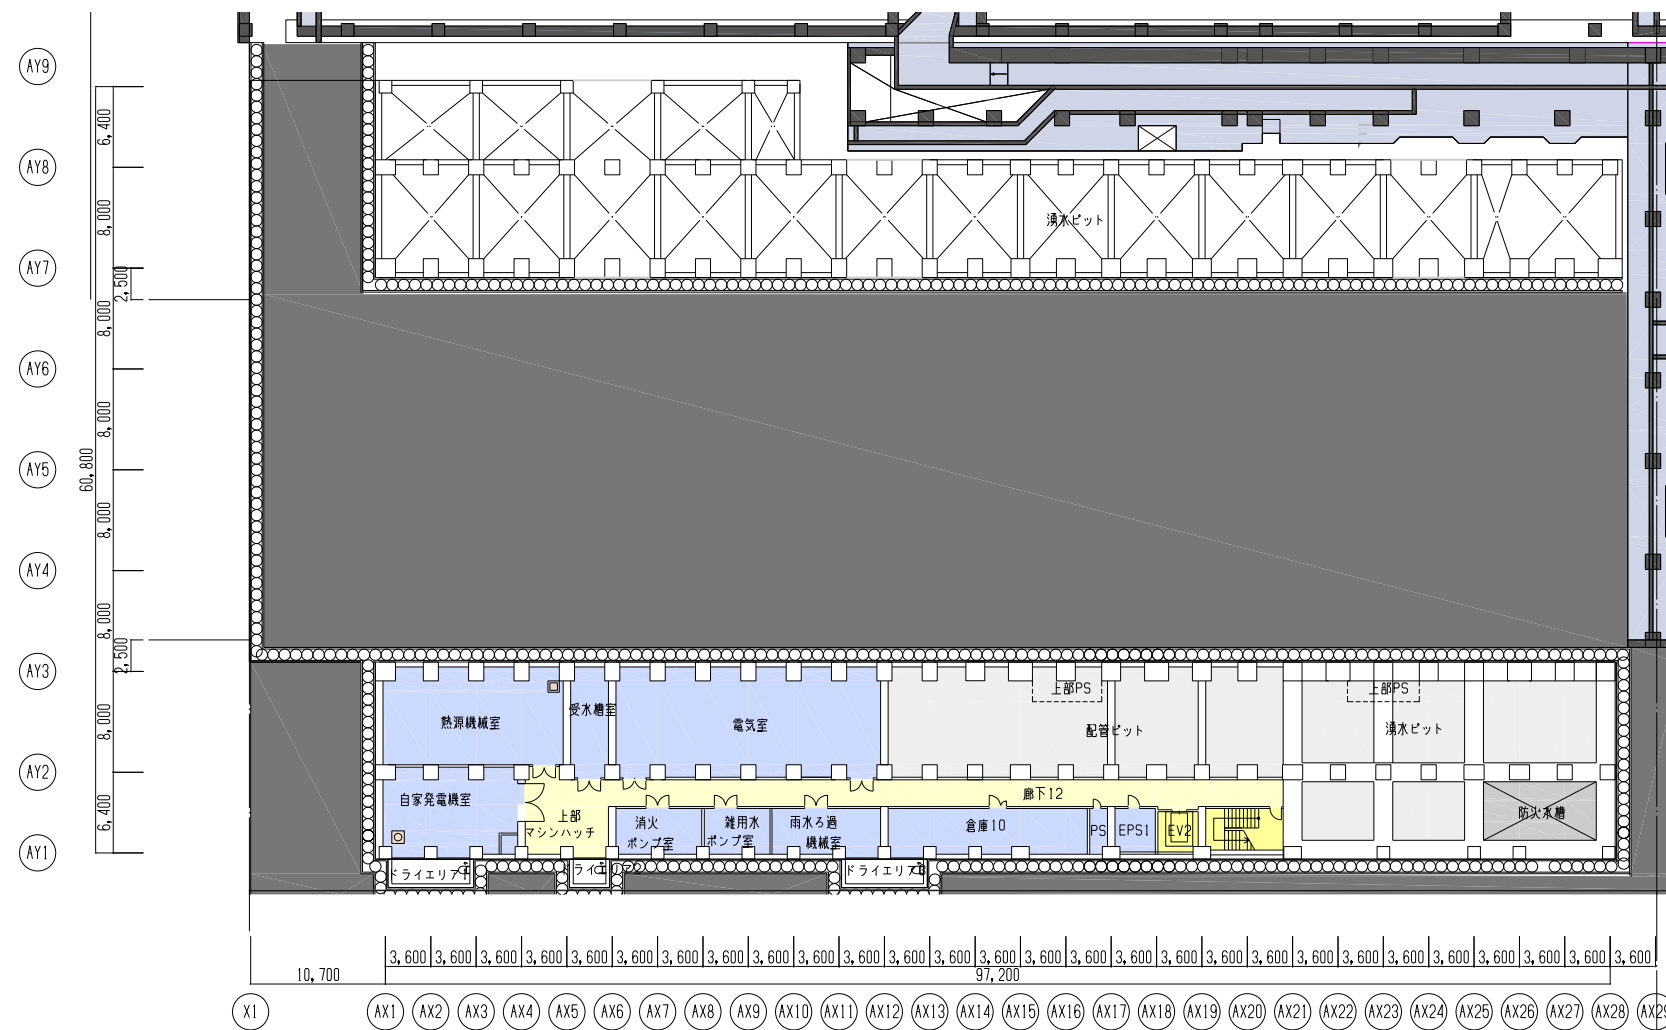 AY9
6,400
AY8
8,000
湧水ピット
AY7
2,500
8,000
AY6
8,000
AY5
60,800
8,000
AY4
8,000
2,500
AY3
上部PS
上部PS
熱源機械室
受水槽室
電気室
配管ピット
湧水ピット
8,000
AY2
自家発電機室
上部
マシンハッチ
廊下12
消火
ポンプ室
雑用水
ポンプ室
雨水ろ過
機械室
倉庫10
PS
EPS1
EV2
防火水槽
6,400
AY1
ドライエリア1
ドライエリア3
3,600 3,600 3,600 3,600 3,600 3,600 3,600 3,600 3,600 3,600 3,600 3,600 3,600 3,600 3,600 3,600 3,600 3,600 3,600 3,600 3,600 3,600 3,600 3,600 3,600 3,600 3,600 3,600
10,700
97,200
X1 AX1 AX2 AX3 AX4 AX5 AX6 AX7 AX8 AX9 AX10 AX11 AX12 AX13 AX14 AX15 AX16 AX17 AX18 AX19 AX20 AX21 AX22 AX23 AX24 AX25 AX26 AX27 AX28 AX29